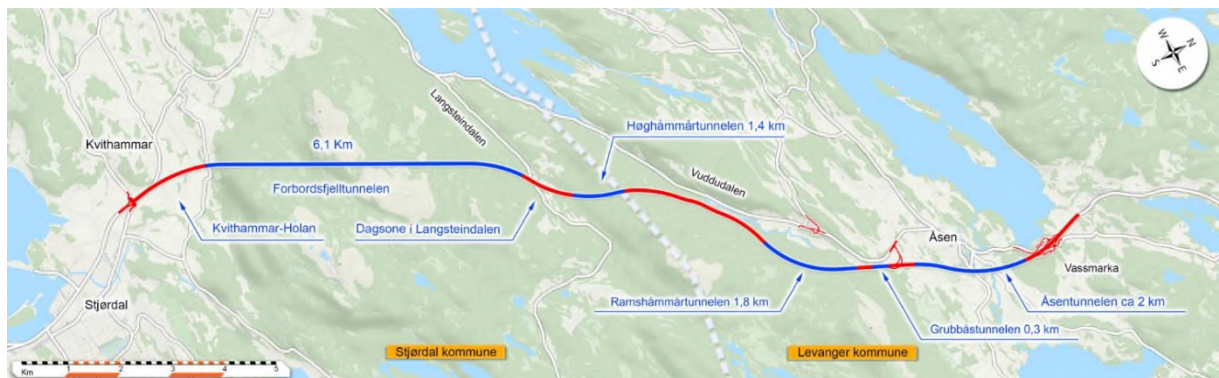 Kvithammar
6,1 Km
Forbordsfjelltunnelen
Kvithammar-Holan
Stjørdal
Langsteindalen
Dagsone i Langsteindalen
Høghåmmårtunnelen 1,4 km
Vuddudalen
Ramshåmmårtunnelen 1,8 km
Åsen
Vassmarka
Åsentunnelen ca 2 km
Grubbåstunnelen 0,3 km
Stjørdal kommune
Levanger kommune
N
W
E
S
1 2 3 4 5
Km